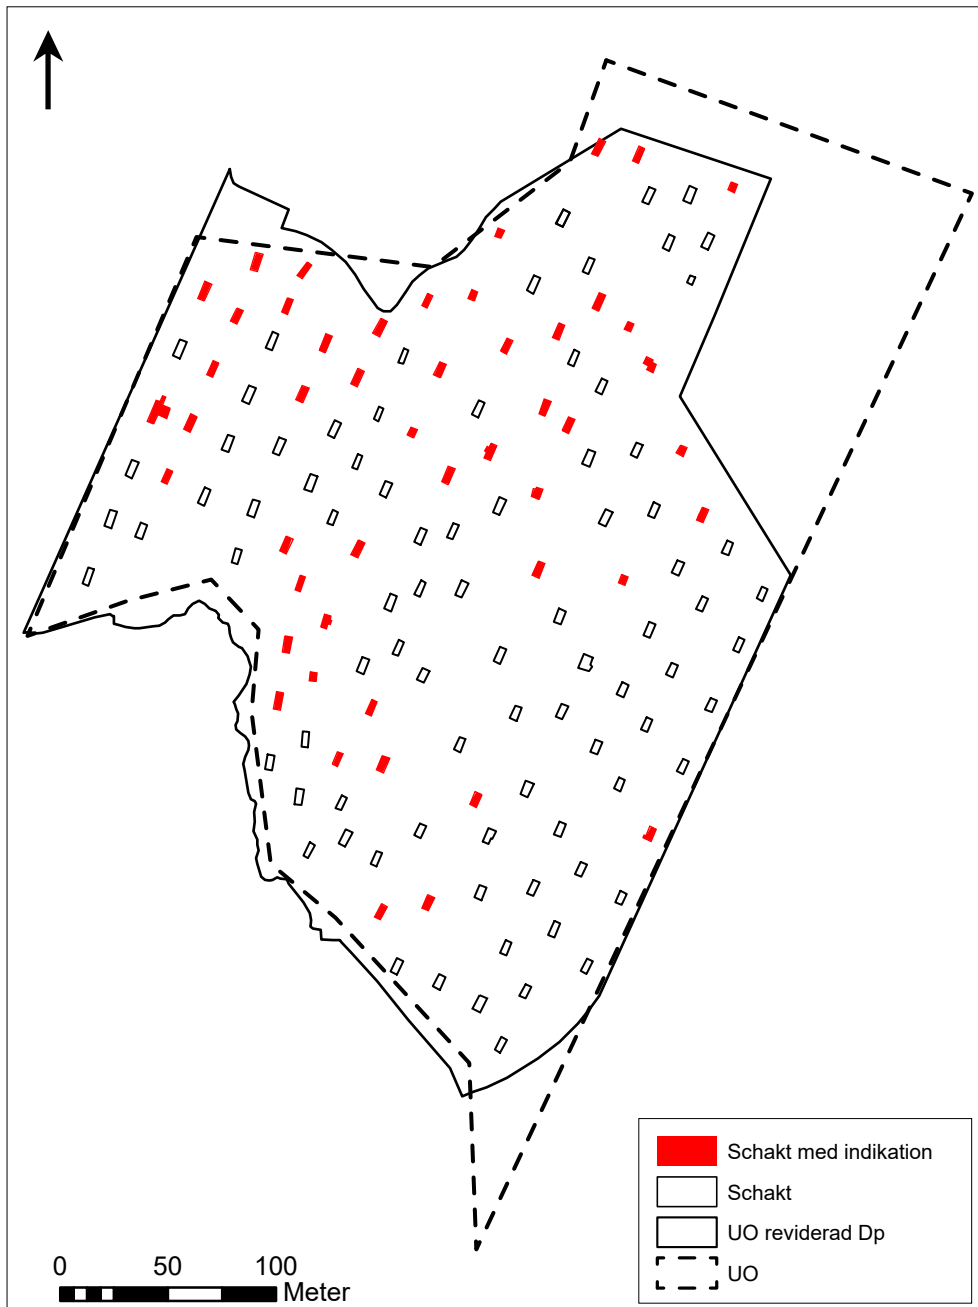 Schakt med indikation
Schakt
UO reviderad Dp
UO
0 50 100
Meter